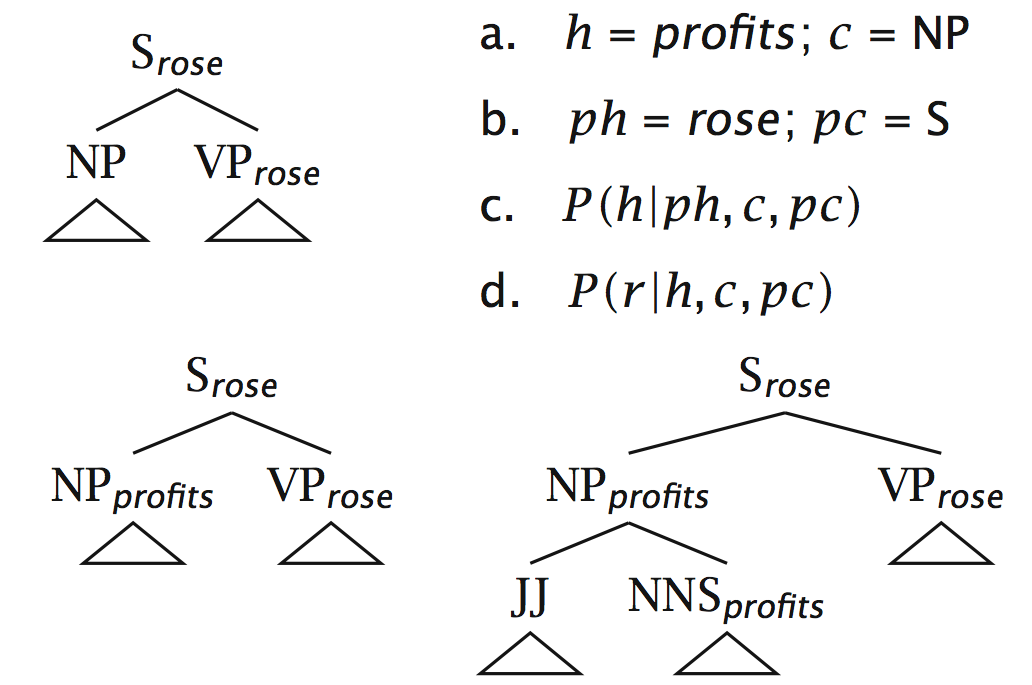 S rose
NP VP rose
a. h = profits; c = NP
b. ph = rose; pc = S
c. P(h|ph, c, pc)
d. P(r|h, c, pc)
S rose
NP profits VP rose
S rose
NP profits VP rose
JJ NNS profits